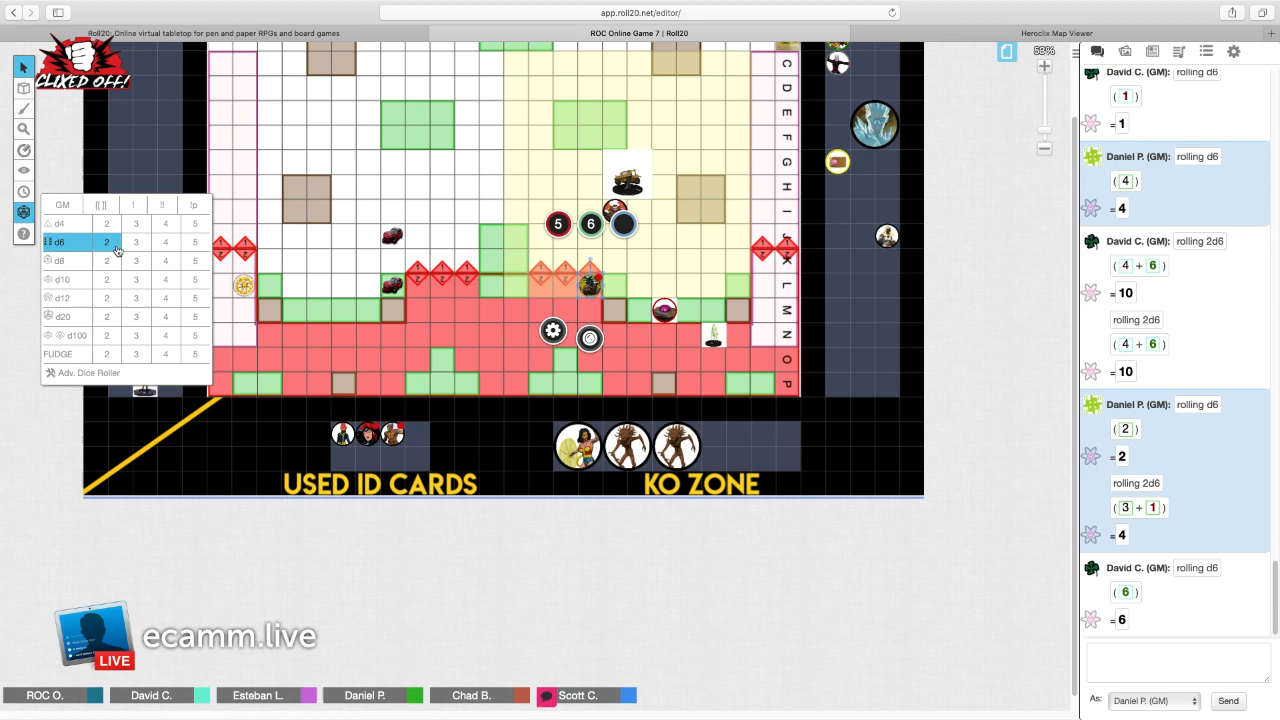 app.roll20.net/editor/
Roll20: Online virtual tabletop for pen and paper RPGs and board games
ROC Online Game 7 | Roll20
Heroclix Map Viewer
CLIXED OFF!
53%
C
D
E
F
G
H
I
J
K
L
M
N
O
P
5
6
GM [[ ]] ! !! !p
d4 2 3 4 5
d6 2 3 4 5
d8 2 3 4 5
d10 2 3 4 5
d12 2 3 4 5
d20 2 3 4 5
d100 2 3 4 5
FUDGE 2 3 4 5
Adv. Dice Roller
USED ID CARDS
KO ZONE
ecamm.live
LIVE
ROC O.
David C.
Esteban L.
Daniel P.
Chad B.
Scott C.
David C. (GM): rolling d6
( 1 )
= 1
Daniel P. (GM): rolling d6
( 4 )
= 4
David C. (GM): rolling 2d6
( 4 + 6 )
= 10
rolling 2d6
( 4 + 6 )
= 10
Daniel P. (GM): rolling d6
( 2 )
= 2
rolling 2d6
( 3 + 1 )
= 4
David C. (GM): rolling d6
( 6 )
= 6
As: Daniel P. (GM) Send